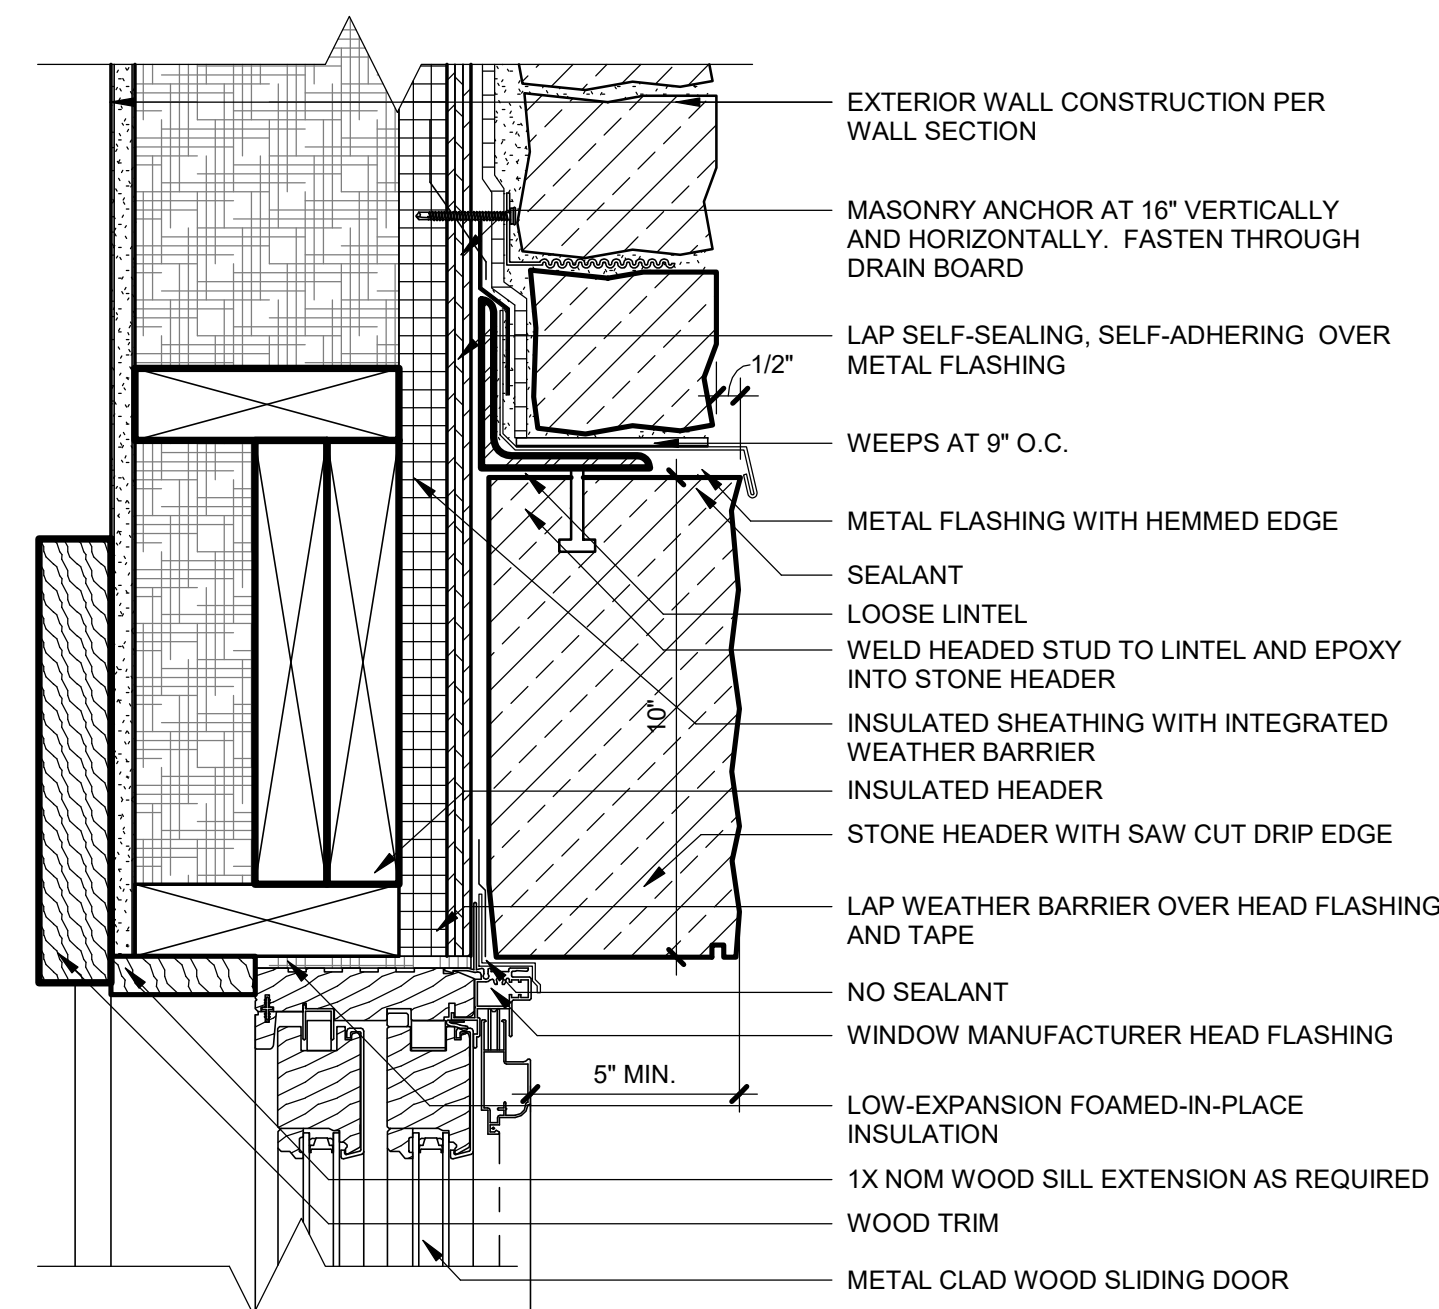 EXTERIOR WALL CONSTRUCTION PER
WALL SECTION
MASONRY ANCHOR AT 16" VERTICALLY
AND HORIZONTALLY. FASTEN THROUGH
DRAIN BOARD
LAP SELF-SEALING, SELF-ADHERING OVER
METAL FLASHING
1/2"
WEEPS AT 9" O.C.
METAL FLASHING WITH HEMMED EDGE
SEALANT
LOOSE LINTEL
WELD HEADED STUD TO LINTEL AND EPOXY
INTO STONE HEADER
10"
INSULATED SHEATHING WITH INTEGRATED
WEATHER BARRIER
INSULATED HEADER
STONE HEADER WITH SAW CUT DRIP EDGE
LAP WEATHER BARRIER OVER HEAD FLASHING
AND TAPE
NO SEALANT
WINDOW MANUFACTURER HEAD FLASHING
5" MIN.
LOW-EXPANSION FOAMED-IN-PLACE
INSULATION
1X NOM WOOD SILL EXTENSION AS REQUIRED
WOOD TRIM
METAL CLAD WOOD SLIDING DOOR